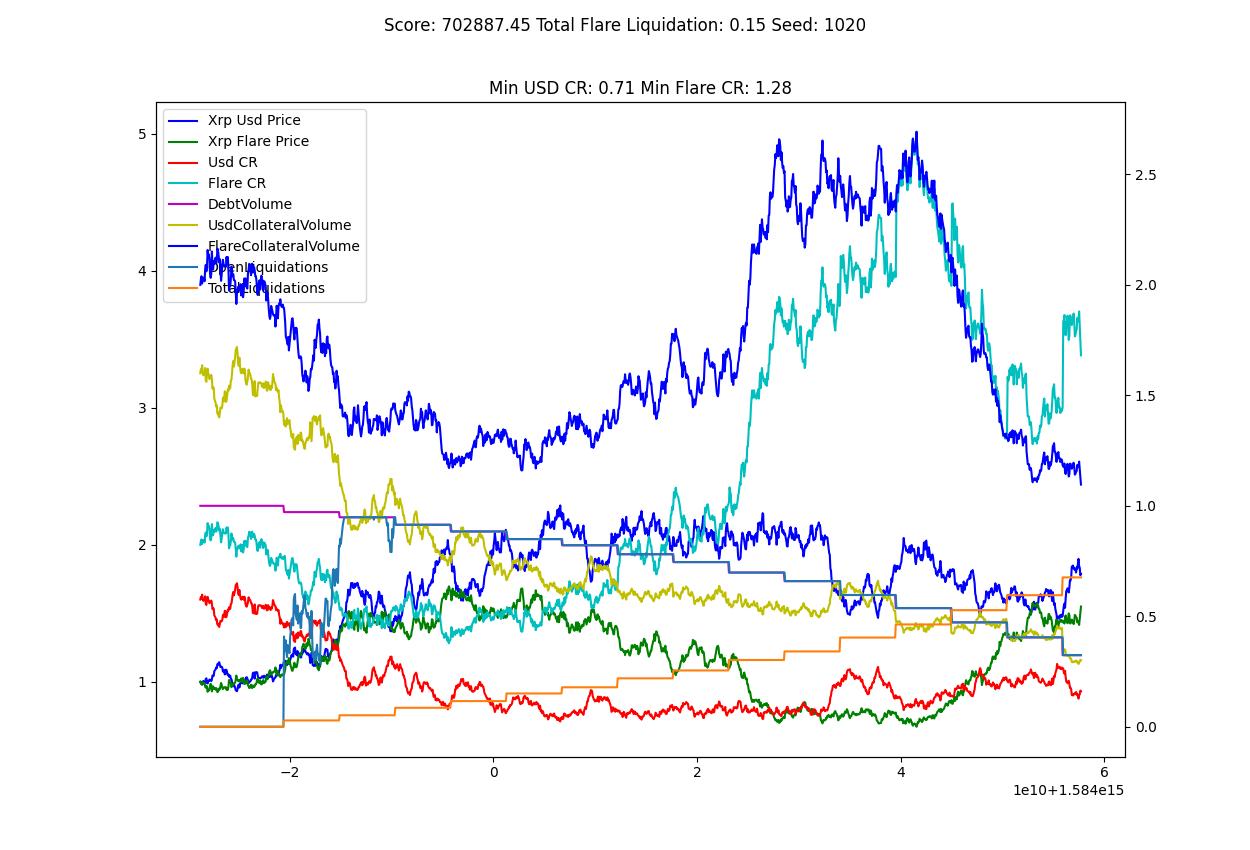 Score: 702887.45 Total Flare Liquidation: 0.15 Seed: 1020
Min USD CR: 0.71 Min Flare CR: 1.28
Xrp Usd Price
Xrp Flare Price
Usd CR
Flare CR
DebtVolume
UsdCollateralVolume
FlareCollateralVolume
OpenLiquidations
TotalLiquidations
5
4
3
2
1
2.5
2.0
1.5
1.0
0.5
0.0
−2 0 2 4 6
1e10+1.584e15